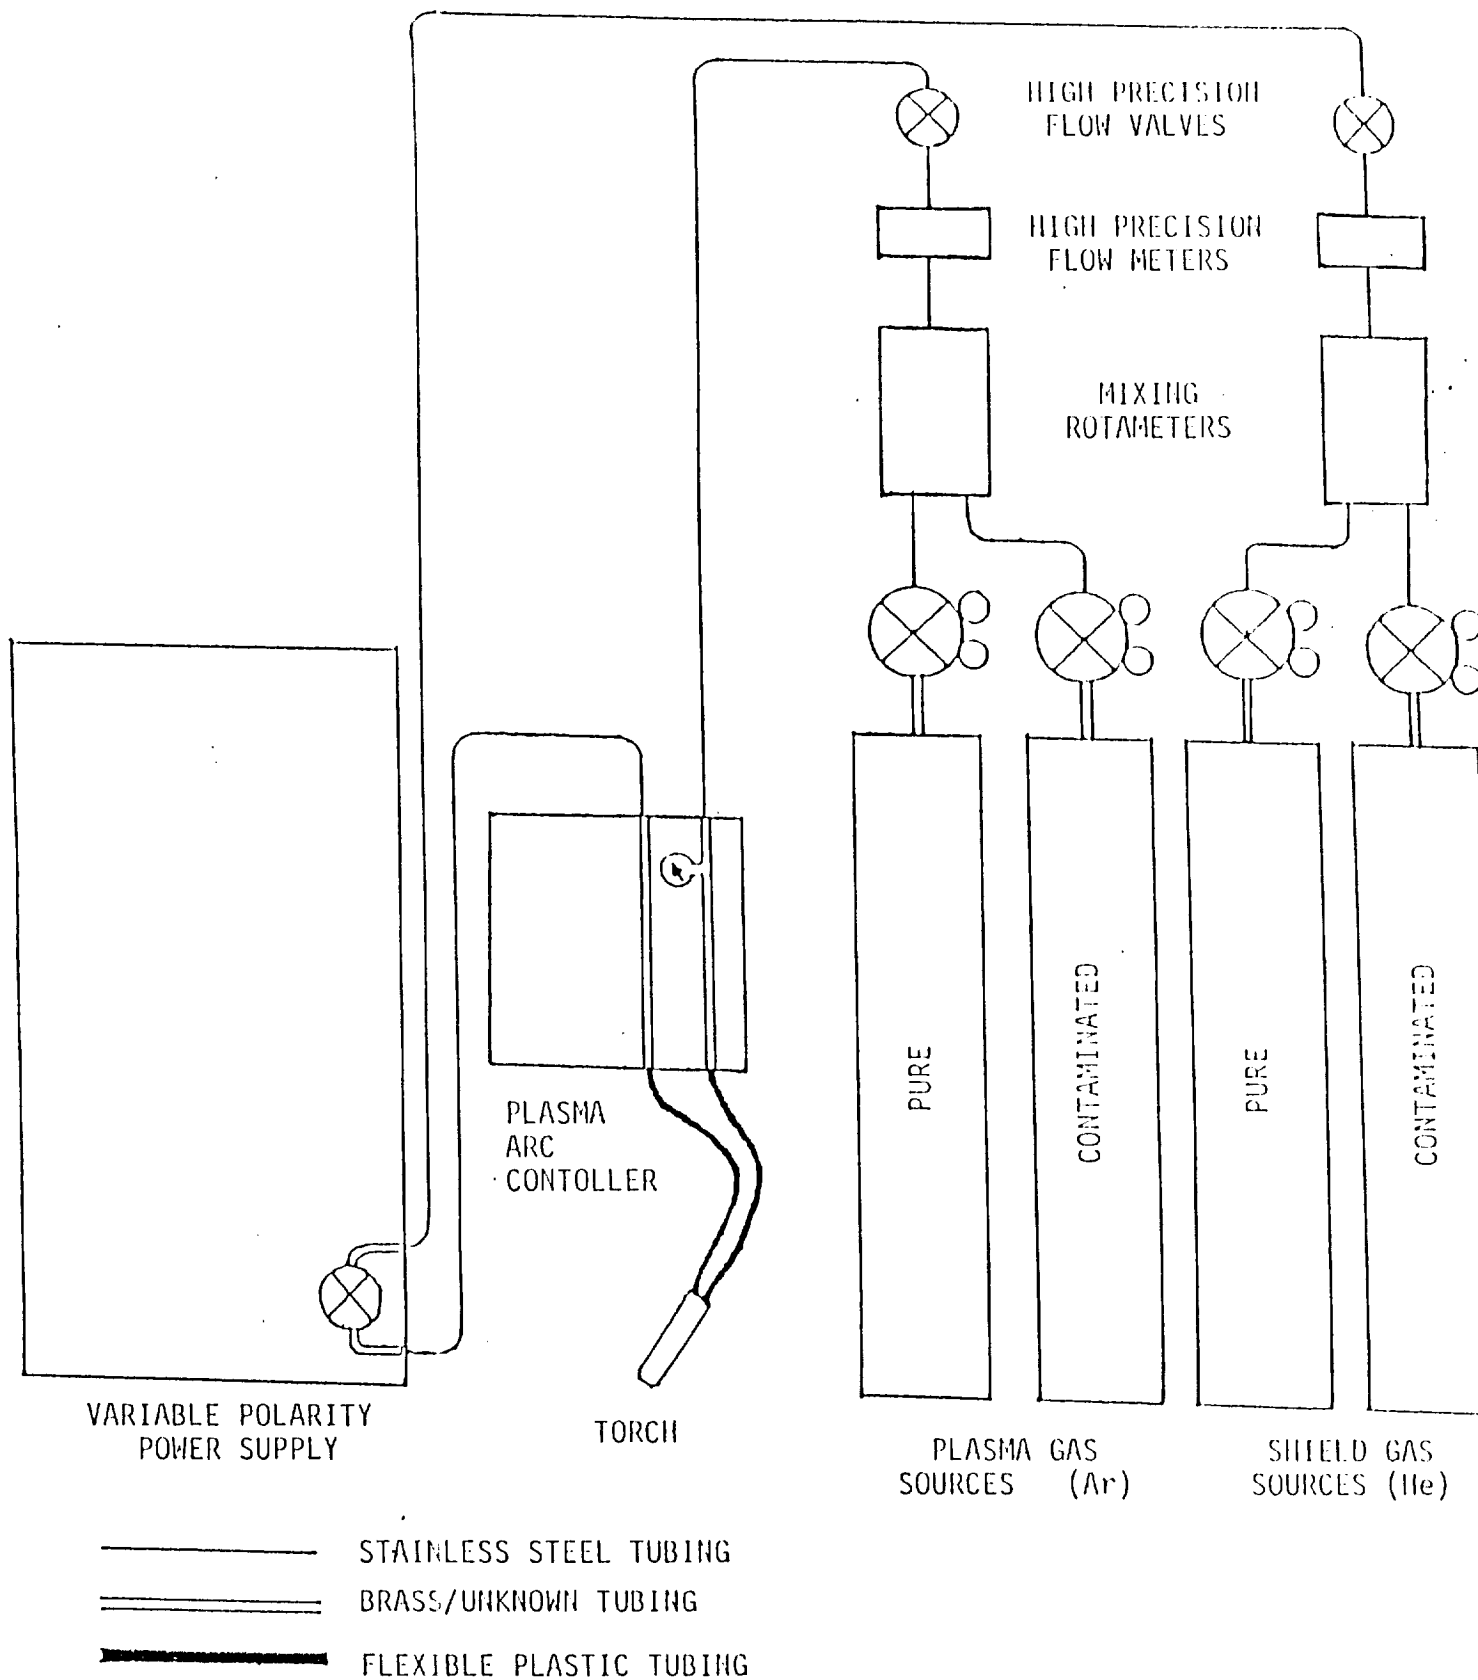 HIGH PRECISION
FLOW VALVES
HIGH PRECISION
FLOW METERS
MIXING
ROTAMETERS
PURE
CONTAMINATED
PURE
CONTAMINATED
PLASMA
ARC
CONTOLLER
VARIABLE POLARITY
POWER SUPPLY
TORCH
PLASMA GAS
SOURCES (Ar)
SHIELD GAS
SOURCES (He)
STAINLESS STEEL TUBING
BRASS/UNKNOWN TUBING
FLEXIBLE PLASTIC TUBING